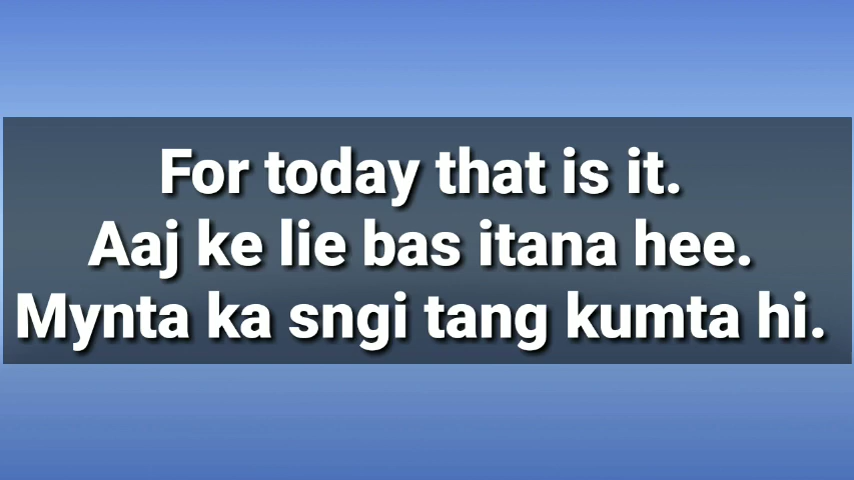 For today that is it.
Aaj ke lie bas itana hee.
Mynta ka sngi tang kumta hi.